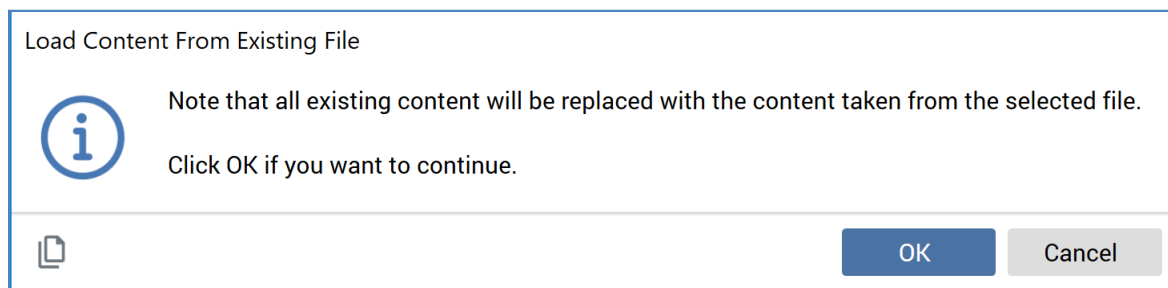 Load Content From Existing File
Note that all existing content will be replaced with the content taken from the selected file.
Click OK if you want to continue.
OK
Cancel